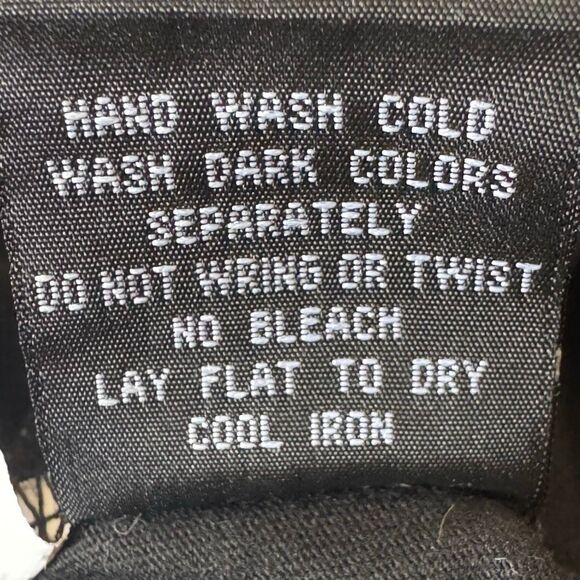 HAND WASH COLD
WASH DARK COLORS
SEPARATELY
DO NOT WRING OR TWIST
NO BLEACH
LAY FLAT TO DRY
COOL IRON